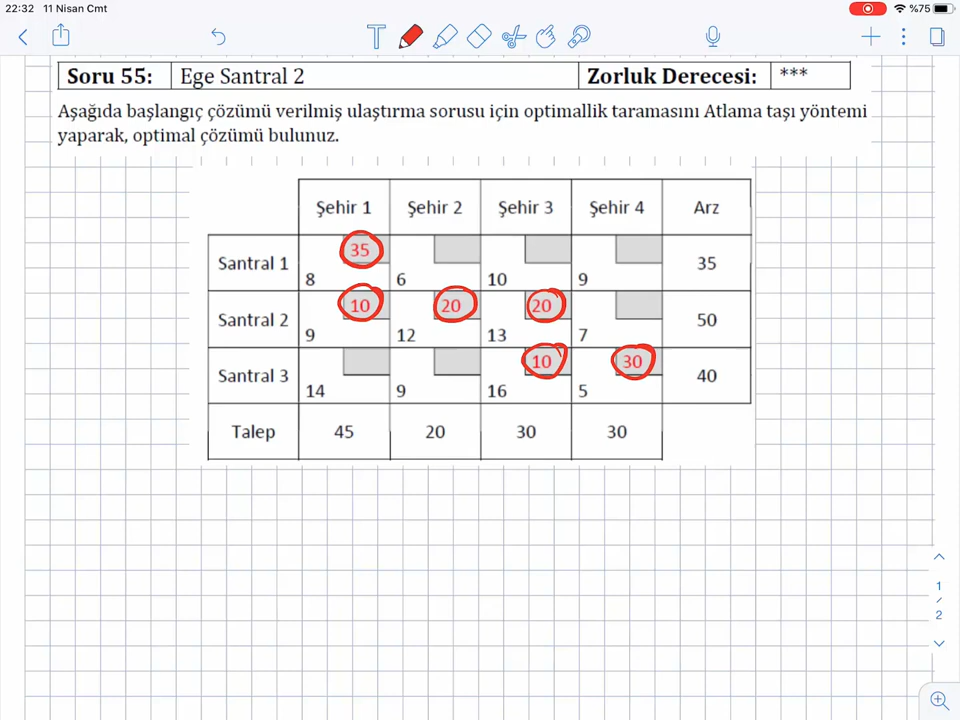 22:32 11 Nisan Cmt %75
Soru 55: Ege Santral 2 Zorluk Derecesi: ***
Aşağıda başlangıç çözümü verilmiş ulaştırma sorusu için optimallik taramasını Atlama taşı yöntemi
yaparak, optimal çözümü bulunuz.
Şehir 1 Şehir 2 Şehir 3 Şehir 4 Arz
35
Santral 1 35
8 6 10 9
10 20 20
Santral 2 50
9 12 13 7
10 30
Santral 3 40
14 9 16 5
Talep 45 20 30 30
1
/
2